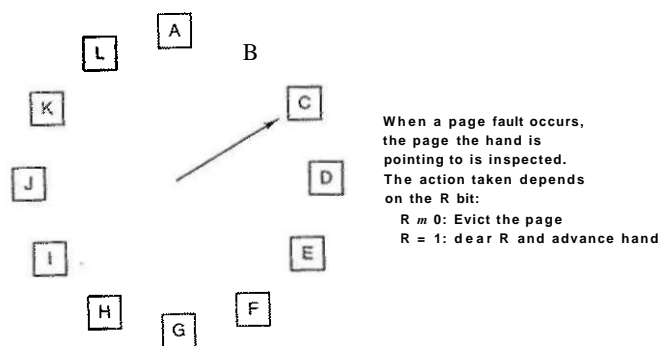 A
B
L
C
K
D
J
E
I
F
H
G
When a page fault occurs,
the page the hand is
pointing to is inspected.
The action taken depends
on the R bit:
R m 0: Evict the page
R = 1: dear R and advance hand